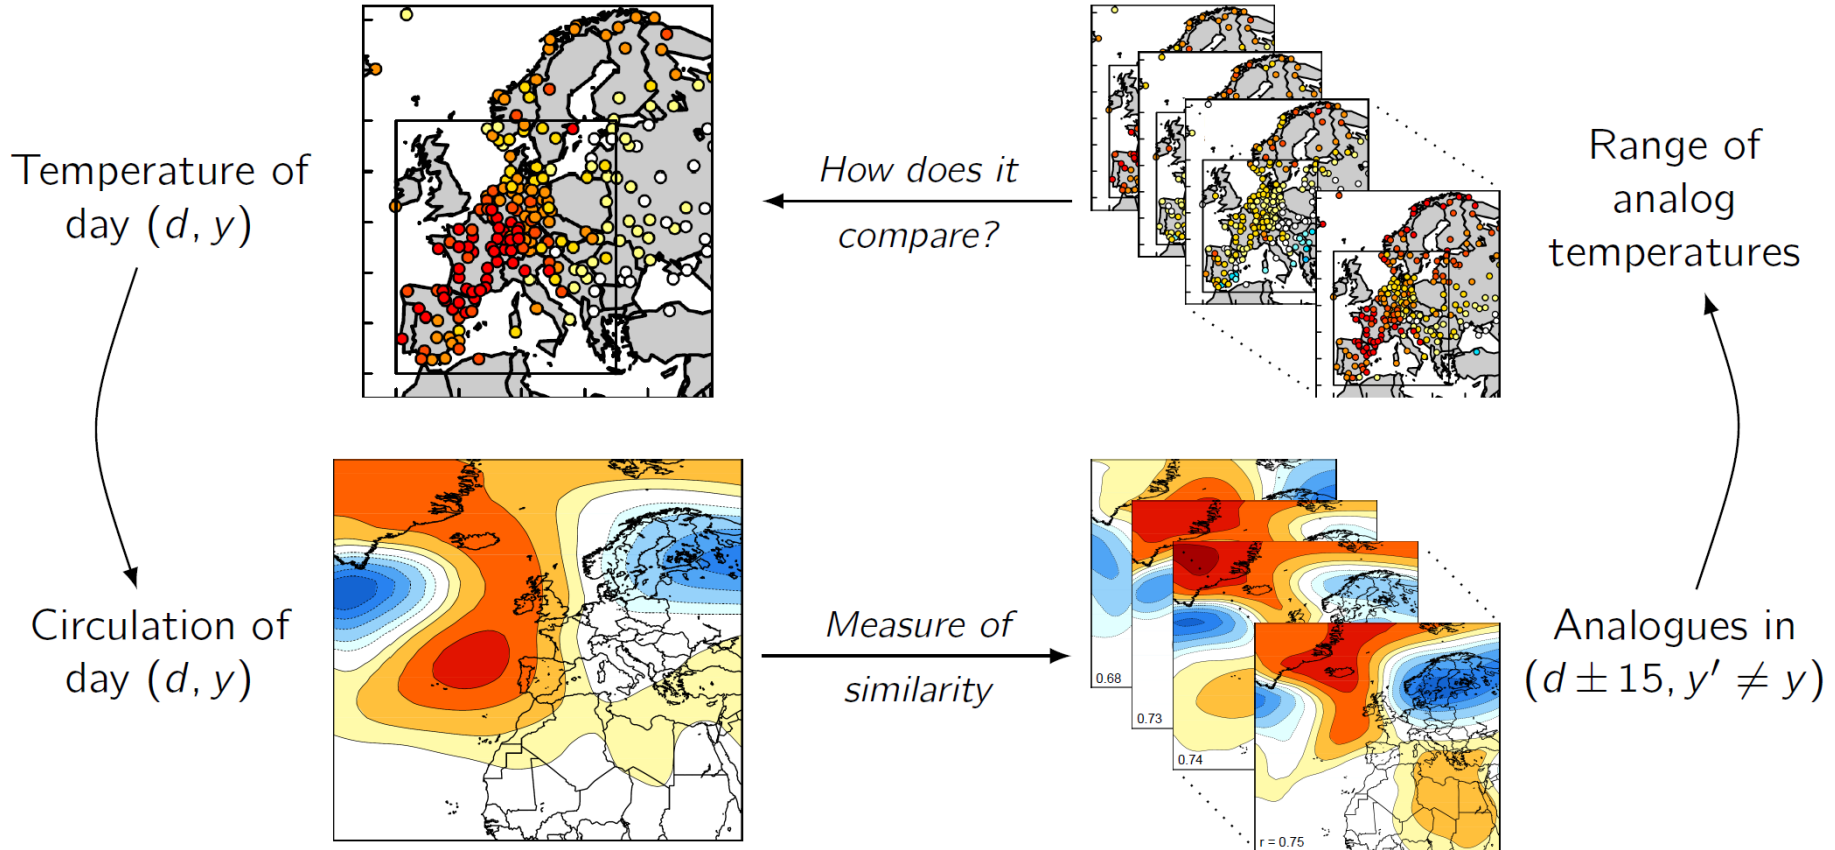 Temperature of
day (d, y)
How does it
compare?
Range of
analog
temperatures
Circulation of
day (d, y)
Measure of
similarity
0.68
0.73
0.74
r = 0.75
Analogues in
(d ± 15, y′ ≠ y)